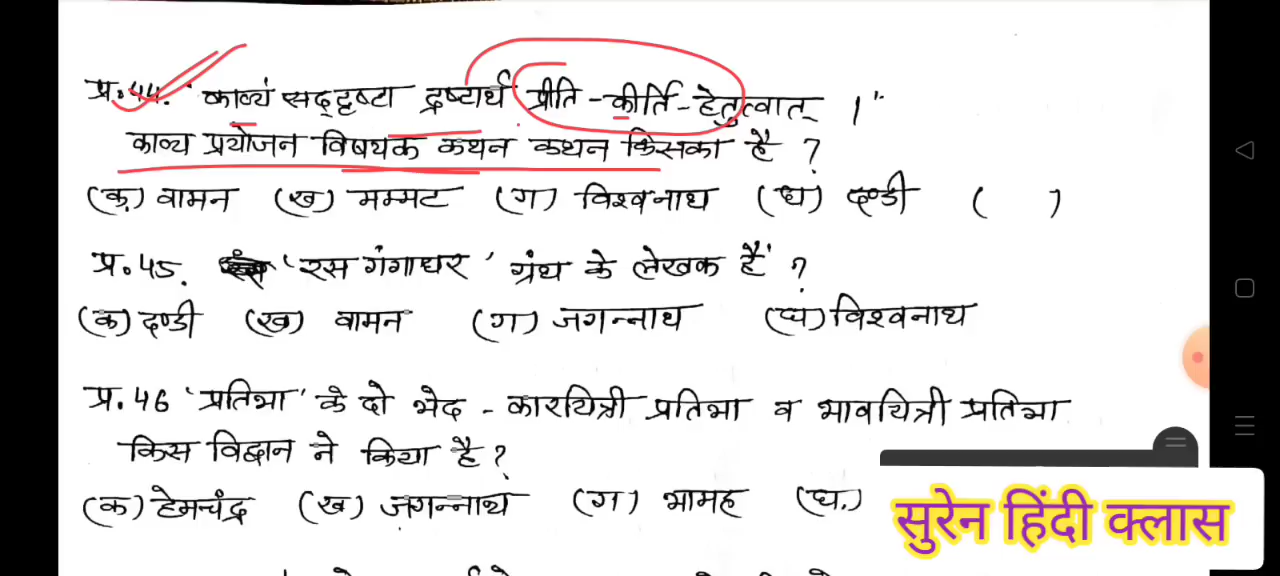 प्र.44. "काव्यं सद्दृष्टा द्रष्टार्थ प्रीति-कीर्ति-हेतुत्वात् ।"
काव्य प्रयोजन विषयक कथन कथन किसका है ?
(क) वामन (ख) मम्मट (ग) विश्वनाथ (घ) दण्डी ( )
प्र.45. 'रस गंगाधर' ग्रंथ के लेखक हैं ?
(क) दण्डी (ख) वामन (ग) जगन्नाथ (घ) विश्वनाथ
प्र.46 'प्रतिभा' के दो भेद - कारयित्री प्रतिभा व भावयित्री प्रतिभा
किस विद्वान ने किया है ?
(क) हेमचंद्र (ख) जगन्नाथ (ग) भामह (घ.)
सुरेन हिंदी क्लास